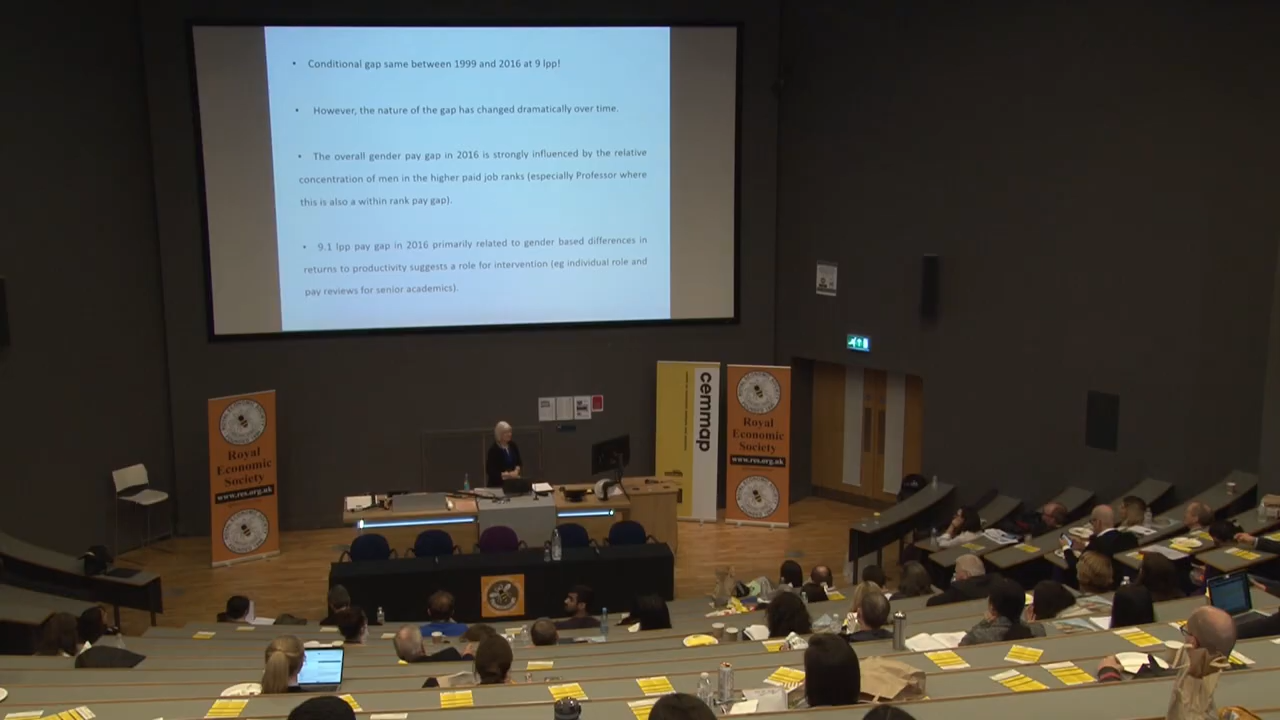 • Conditional gap same between 1999 and 2016 at 9 lpp!
• However, the nature of the gap has changed dramatically over time.
• The overall gender pay gap in 2016 is strongly influenced by the relative
concentration of men in the higher paid job ranks (especially Professor where
this is also a within rank pay gap).
• 9.1 lpp pay gap in 2016 primarily related to gender based differences in
returns to productivity suggests a role for intervention (eg individual role and
pay reviews for senior academics).
Royal
Economic
Society
www.res.org.uk
cemmap
Royal
Economic
Society
www.res.org.uk